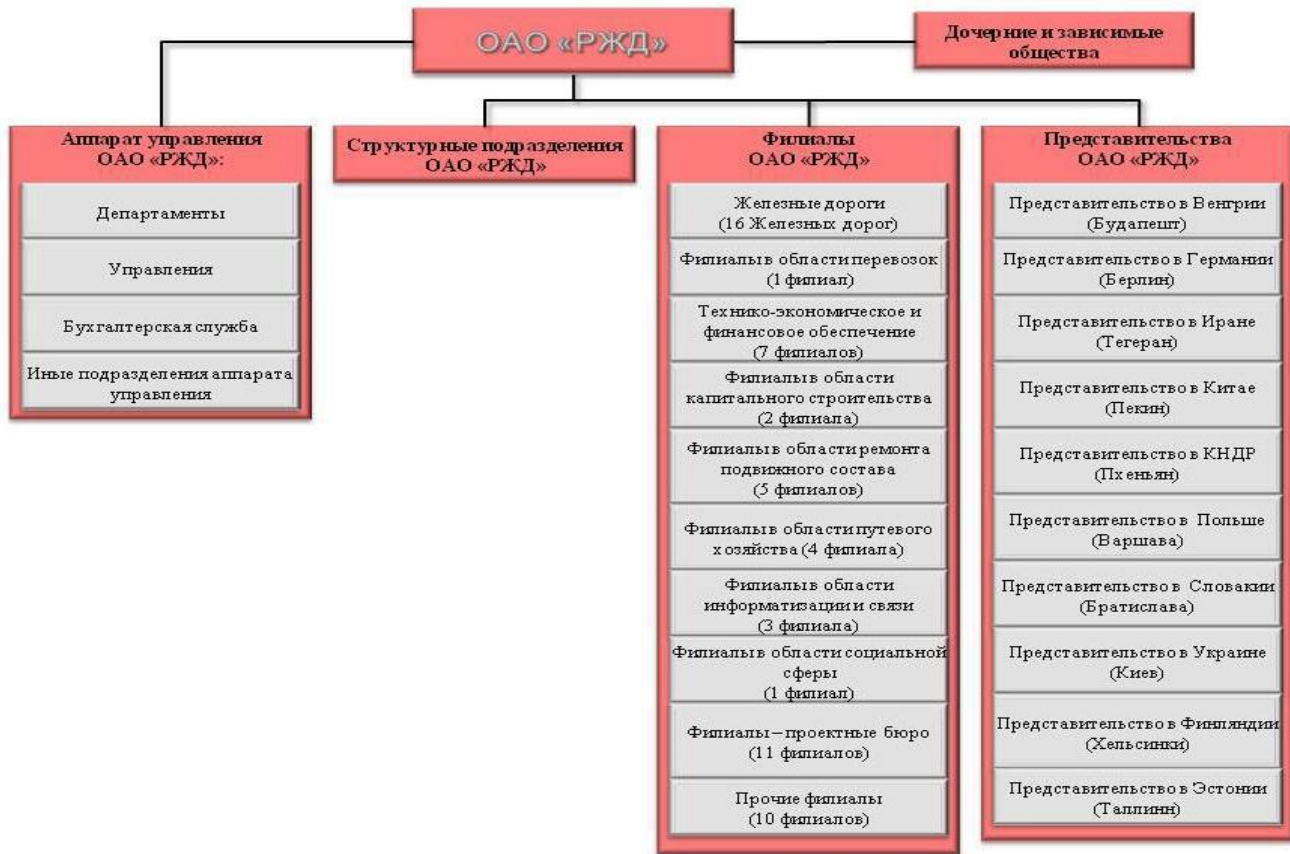 ОАО «РЖД»
Дочерние и зависимые
общества
Аппарат управления
ОАО «РЖД»:
Департаменты
Управления
Бухгалтерская служба
Иные подразделения аппарата
управления
Структурные подразделения
ОАО «РЖД»
Филиалы
ОАО «РЖД»
Железные дороги
(16 Железных дорог)
Филиалы в области перевозок
(1 филиал)
Технико-экономическое и
финансовое обеспечение
(7 филиалов)
Филиалы в области
капитального строительства
(2 филиала)
Филиалы в области ремонта
подвижного состава
(5 филиалов)
Филиалы в области путевого
хозяйства (4 филиала)
Филиалы в области
информатизации и связи
(3 филиала)
Филиалы в области социальной
сферы
(1 филиал)
Филиалы – проектные бюро
(11 филиалов)
Прочие филиалы
(10 филиалов)
Представительства
ОАО «РЖД»
Представительство в Венгрии
(Будапешт)
Представительство в Германии
(Берлин)
Представительство в Иране
(Тегеран)
Представительство в Китае
(Пекин)
Представительство в КНДР
(Пхеньян)
Представительство в Польше
(Варшава)
Представительство в Словакии
(Братислава)
Представительство в Украине
(Киев)
Представительство в Финляндии
(Хельсинки)
Представительство в Эстонии
(Таллинн)